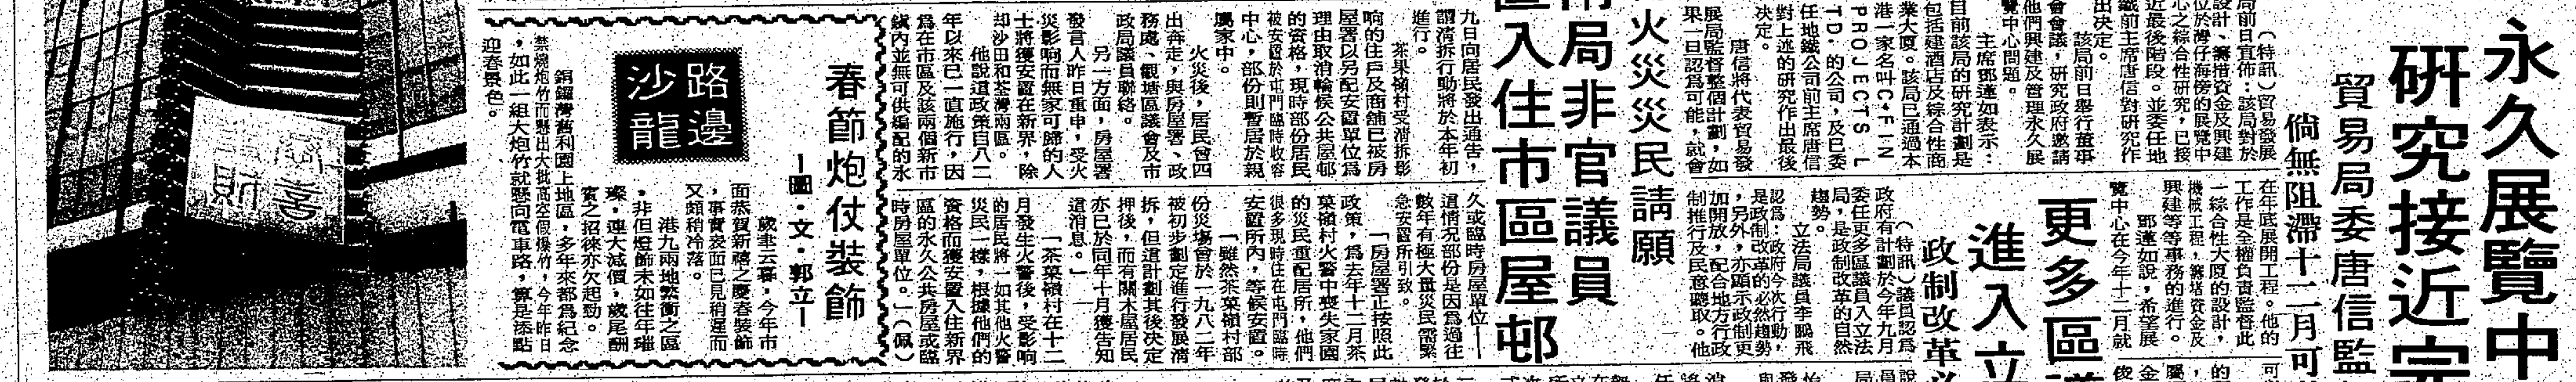 永久展覽中
研究接近完
貿易局委唐信監
倘無阻滯十二月可
（特訊）貿易發展
局前日宣佈：該局對於
設計、籌措資金及興建
位於灣仔海傍的展覽中
心之綜合性研究，已接
近最後階段。並委任地
鐵前主席唐信對研究作
出決定。
該局前日舉行董事
會會議，研究政府邀請
他們興建及管理永久展
覽中心問題。
主席鄧蓮如表示：
目前該局的研究計劃是
包括建酒店及綜合性商
業大廈。該局已通過本
港一家名叫C·FIN
PROJECTS L
TD.的公司，及已委
任地鐵公司前主席唐信
對上述的研究作出最後
決定。
唐信將代表貿易發
展局監督整個計劃，如
果一旦認爲可能，就會
在年底展開工程。他的
工作是全權負責監督此
一綜合性大廈的設計，
機械工程，籌堵資金及
興建等等事務的進行。
鄧蓮如說，希望展
覽中心在今年十二月就
更多區議
進入立
政制改革必
（特訊）議員認爲
政府有計劃於今年九月
委任更多區議員入立法
局，是政制改革的自然
趨勢。
立法局議員李鵬飛
認爲：政府今次行動，
是政制改革的必然趨勢
，另外，亦顯示政制更
加開放，配合地方行政
制推行及民意聽取。他
火災災民請願
兩局非官議員
直入住市區屋邨
九日向居民發出通告，
謂清拆行動將於本年初
進行。
茶果嶺村受清拆影
响的住戶及商舖已被房
屋署以另配安置單位爲
理由取消輪候公共屋邨
的資格，現時部份居民
被安置於屯門臨時收容
中心，部份則暫居於親
屬家中。
火災後，居民曾四
出奔走，與房屋署、政
務處、觀塘區議會及市
政局議員聯絡。
另一方面，房屋署
發言人昨日重申，受火
災影响而無家可歸的人
士將獲安置在新界，除
却沙田和荃灣兩區。
他說這政策自八二
年以來已一直施行，因
爲在市區及該兩個新市
鎮內並無可供編配的永
久或臨時房屋單位——
這情况部份是因爲過往
數年有極大量災民需緊
急安置所引致。
「房屋署正按照此
政策，爲去年十二月茶
菓嶺村火警中喪失家園
的災民重配居所，他們
很多現時住在屯門臨時
安置所內，等候安置。
「雖然茶菓嶺村部
份災塲曾於一九八二年
被初步劃定進行發展清
拆，但這計劃其後决定
押後，而有關木屋居民
亦已於同年十月獲告知
這消息。」
「茶菓嶺村在十二
月發生火警後，受影响
的居民將一如其他火警
災民一樣，根據他們的
資格而獲安置入住新界
區的永久公共房屋或臨
時房屋單位。」（佩）
春節炮仗裝飾
—圖·文·郭立—
路邊
沙龍
歲聿云暮，今年市
面恭賀新禧之慶春裝飾
，事實表面已見稍遲而
又頗稍冷落。
港九兩地繁衝之區
，非但燈飾未如往年璀
璨，連大減價，歲尾酬
賓之招徠亦欠起勁。
銅鑼灣舊利園上地區，多年來都爲紀念
禁燒炮竹而懸出大批高空假爆竹，今年昨日
，如此一組大炮竹就懸向電車路，算是添點
迎春景色。